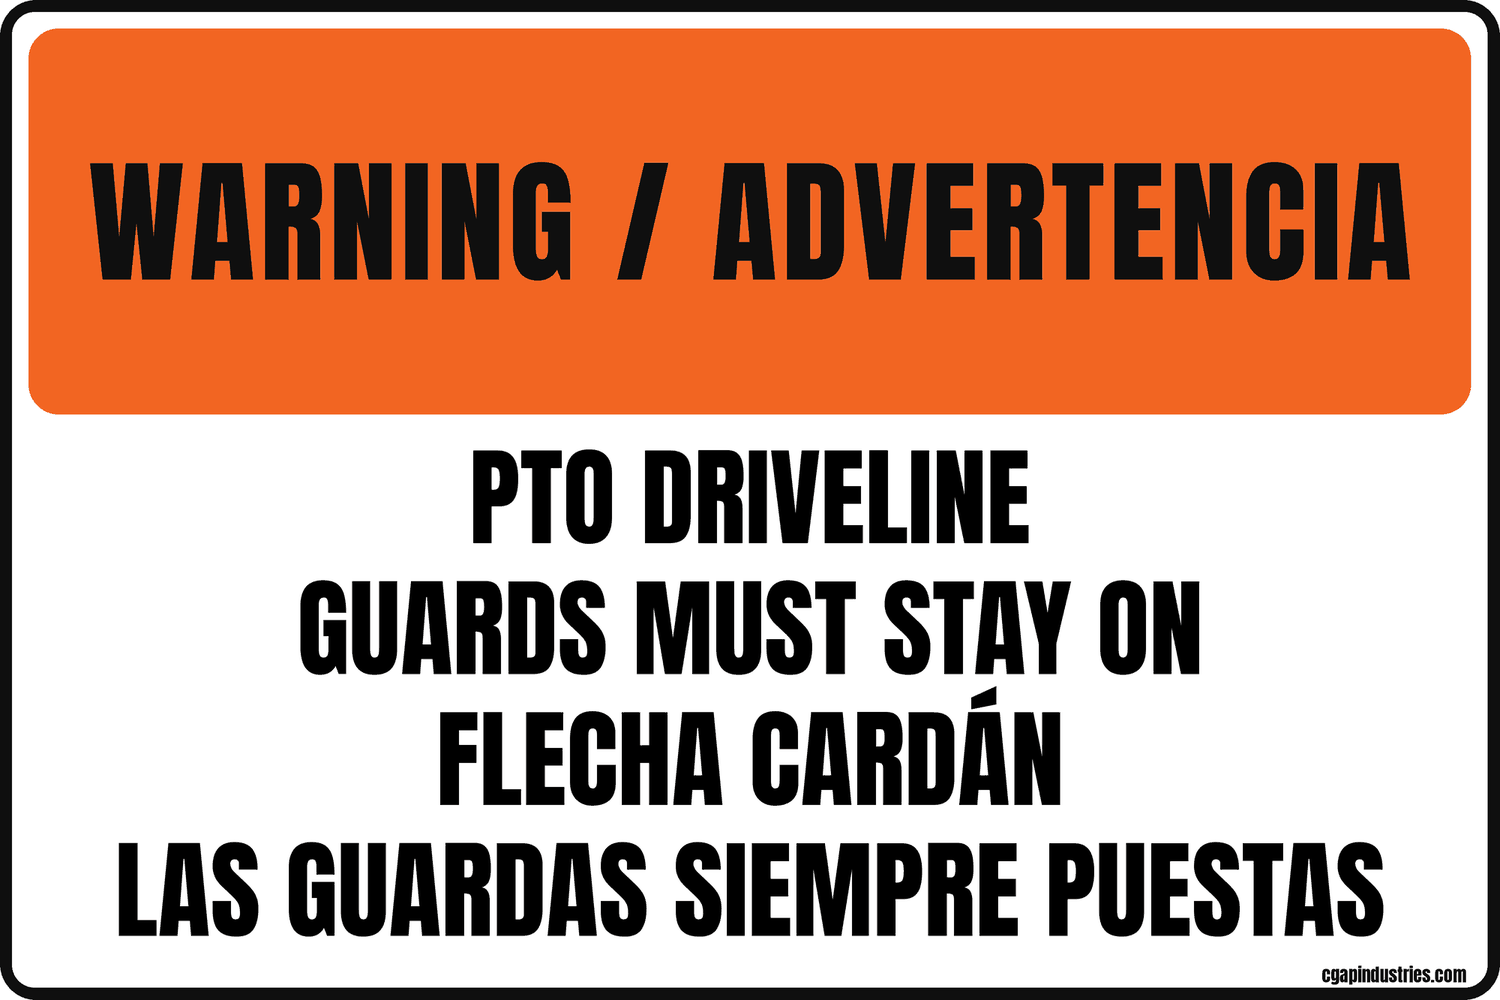 WARNING / ADVERTENCIA
PTO DRIVELINE
GUARDS MUST STAY ON
FLECHA CARDÁN
LAS GUARDAS SIEMPRE PUESTAS
cgapindustries.com